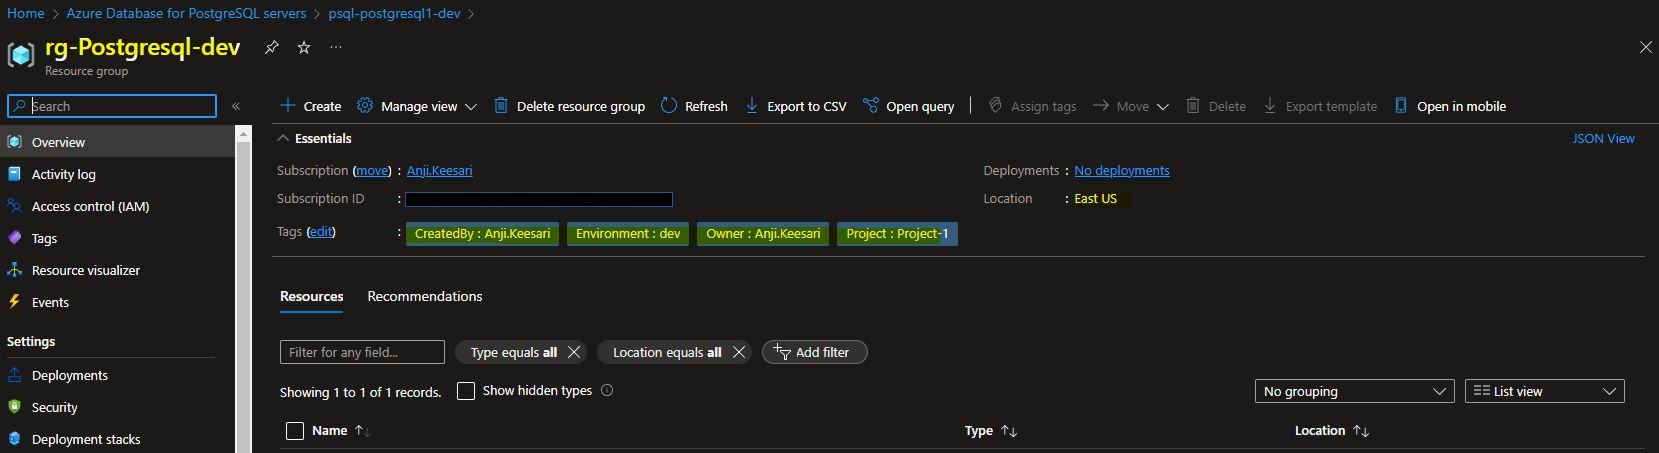 Home > Azure Database for PostgreSQL servers > psql-postgresql1-dev >
rg-Postgresql-dev ...
Resource group
Search «
Create Manage view Delete resource group Refresh Export to CSV Open query Assign tags Move Delete Export template Open in mobile
Overview
Activity log
Access control (IAM)
Tags
Resource visualizer
Events
Settings
Deployments
Security
Deployment stacks
Essentials
JSON View
Subscription (move) : Anji.Keesari
Deployments : No deployments
Subscription ID :
Location : East US
Tags (edit) : CreatedBy : Anji.Keesari Environment : dev Owner : Anji.Keesari Project : Project-1
Resources Recommendations
Filter for any field... Type equals all Location equals all Add filter
Showing 1 to 1 of 1 records. Show hidden types
No grouping List view
Name ↑↓ Type ↑↓ Location ↑↓